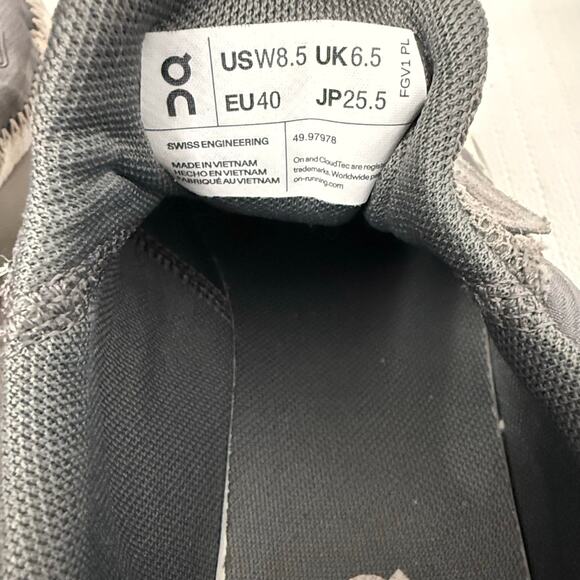 on
USW8.5 UK6.5
EU40 JP25.5
FGV1 PL
SWISS ENGINEERING
49.97978
MADE IN VIETNAM
HECHO EN VIETNAM
FABRIQUÉ AU VIETNAM
On and CloudTec are
trademarks. Worldwide
on-running.com